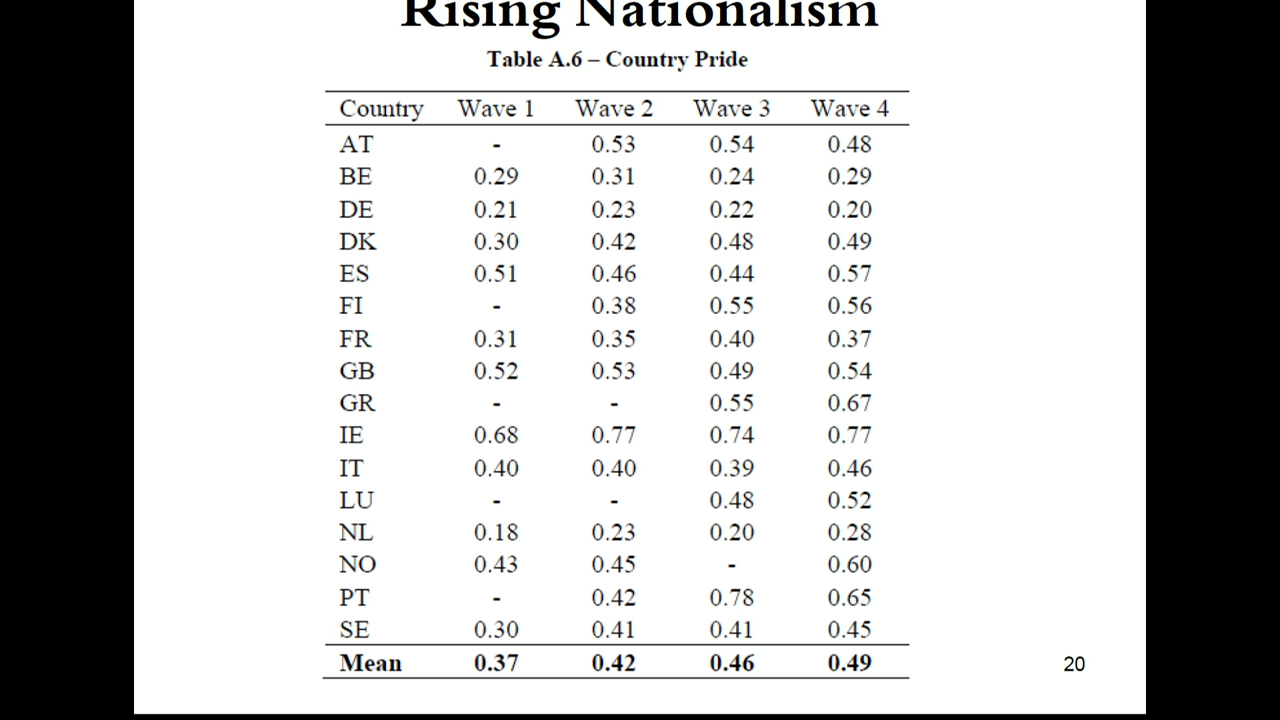 Rising Nationalism
Table A.6 – Country Pride
Country Wave 1 Wave 2 Wave 3 Wave 4
AT - 0.53 0.54 0.48
BE 0.29 0.31 0.24 0.29
DE 0.21 0.23 0.22 0.20
DK 0.30 0.42 0.48 0.49
ES 0.51 0.46 0.44 0.57
FI - 0.38 0.55 0.56
FR 0.31 0.35 0.40 0.37
GB 0.52 0.53 0.49 0.54
GR - - 0.55 0.67
IE 0.68 0.77 0.74 0.77
IT 0.40 0.40 0.39 0.46
LU - - 0.48 0.52
NL 0.18 0.23 0.20 0.28
NO 0.43 0.45 - 0.60
PT - 0.42 0.78 0.65
SE 0.30 0.41 0.41 0.45
Mean 0.37 0.42 0.46 0.49
20